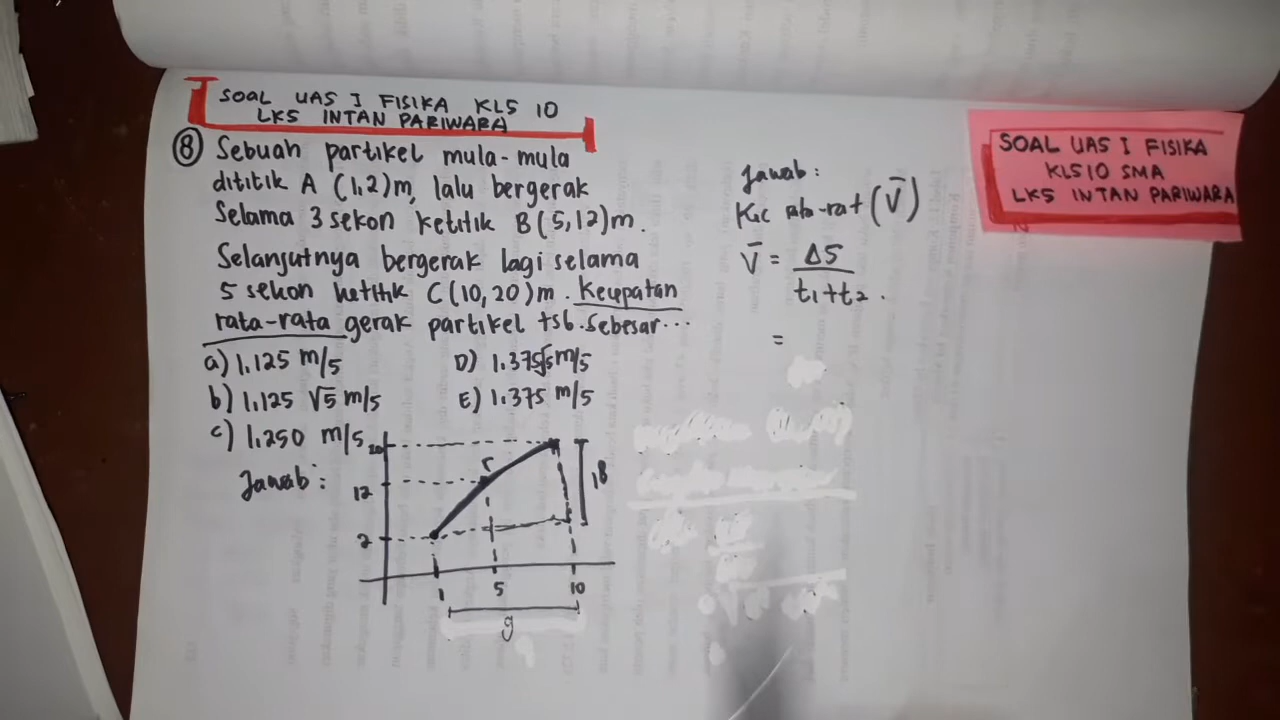 SOAL UAS I FISIKA KLS 10
LKS INTAN PARIWARA
8 Sebuah partikel mula-mula
dititik A (1,2)m, lalu bergerak
Selama 3 sekon ketitik B(5,12)m.
Selanjutnya bergerak lagi selama
5 sekon ketitik C(10,20)m. Kecepatan
rata-rata gerak partikel tsb. Sebesar...
a) 1.125 m/s
D) 1.375√5 m/s
b) 1.125 √5 m/s
E) 1.375 m/s
c) 1.250 m/s
Jawab :
20
12
2
1 5 10
9
18
Jawab :
Kec rata-rat (V̄)
V̄ = ΔS
t1+t2 .
=
SOAL UAS I FISIKA
KLS 10 SMA
LKS INTAN PARIWARA